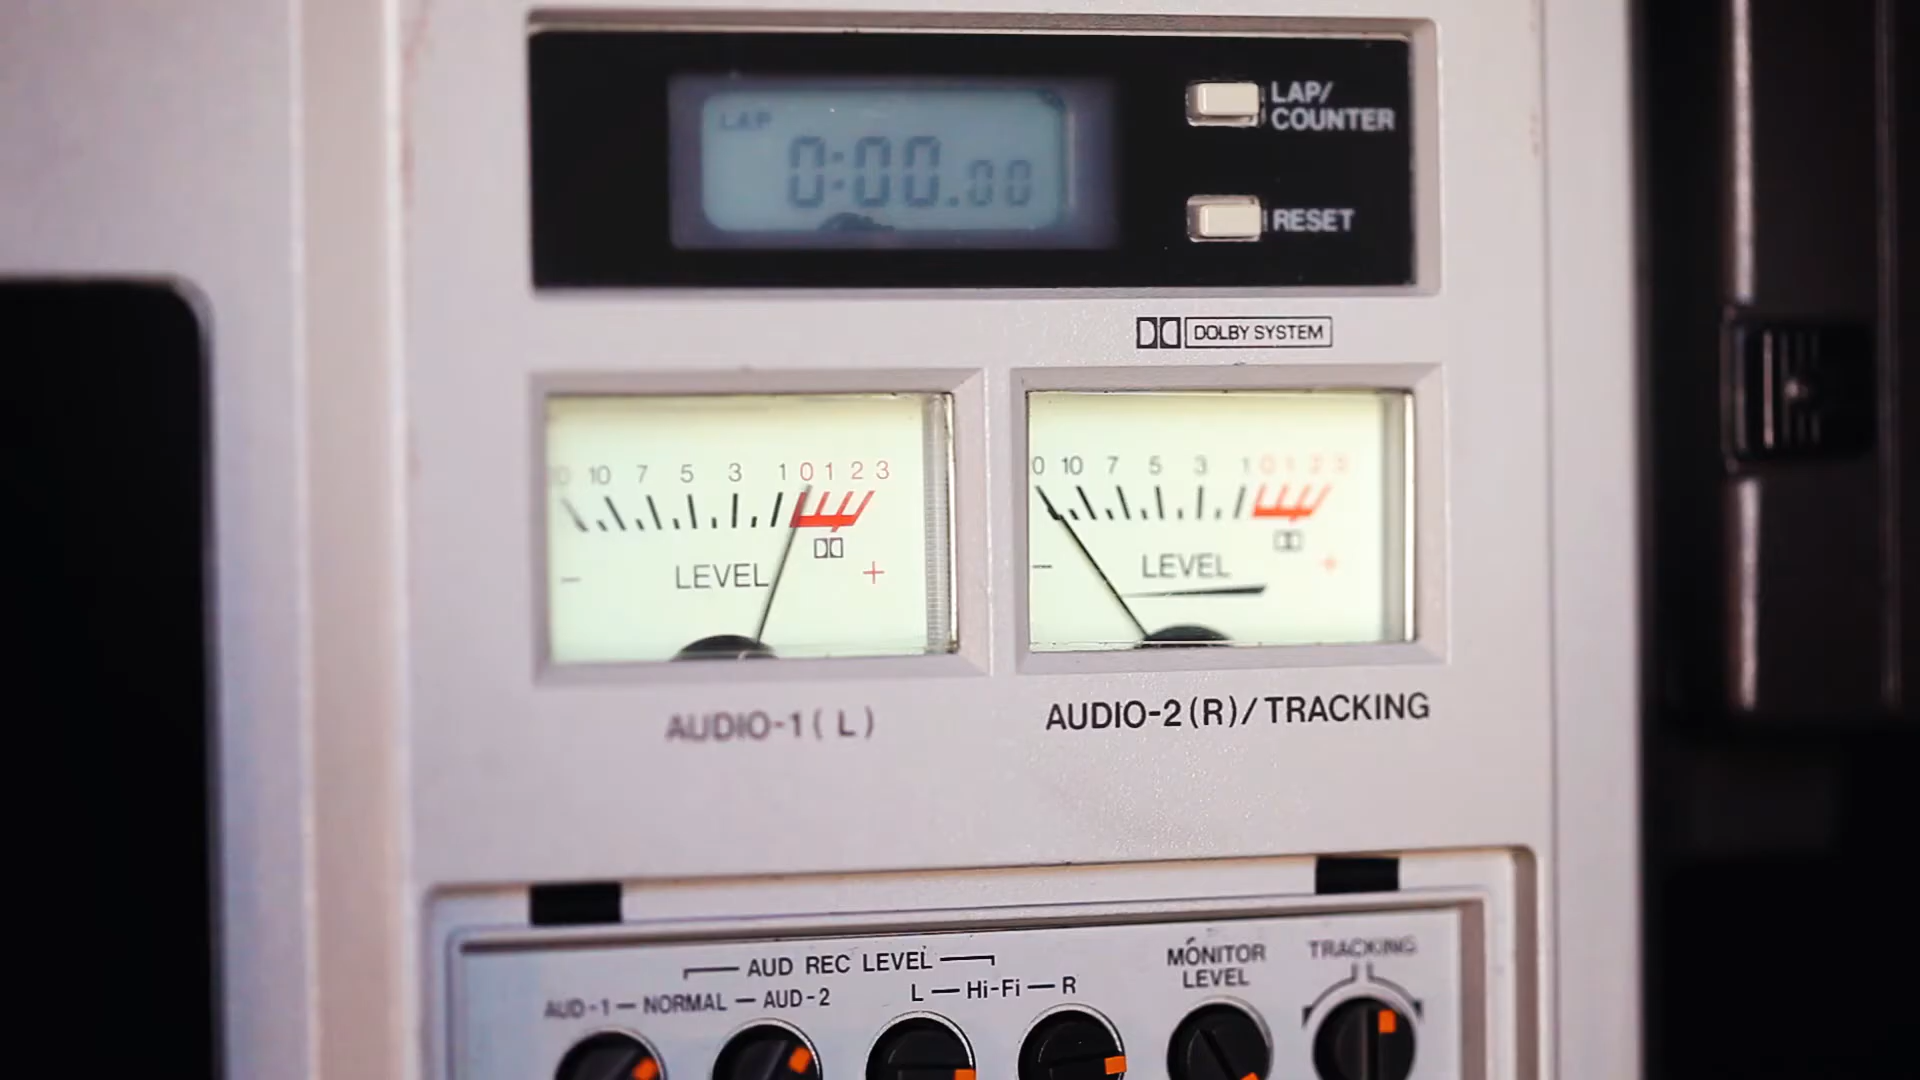 LAP
0:00.00
LAP/
COUNTER
RESET
DOLBY SYSTEM
10 7 5 3 1 0 1 2 3
LEVEL
- +
0 10 7 5 3 1 0 1 2 3
LEVEL
- +
AUDIO-1 ( L )
AUDIO-2 (R) / TRACKING
AUD REC LEVEL
AUD-1 — NORMAL — AUD-2
L — Hi-Fi — R
MONITOR
LEVEL
TRACKING